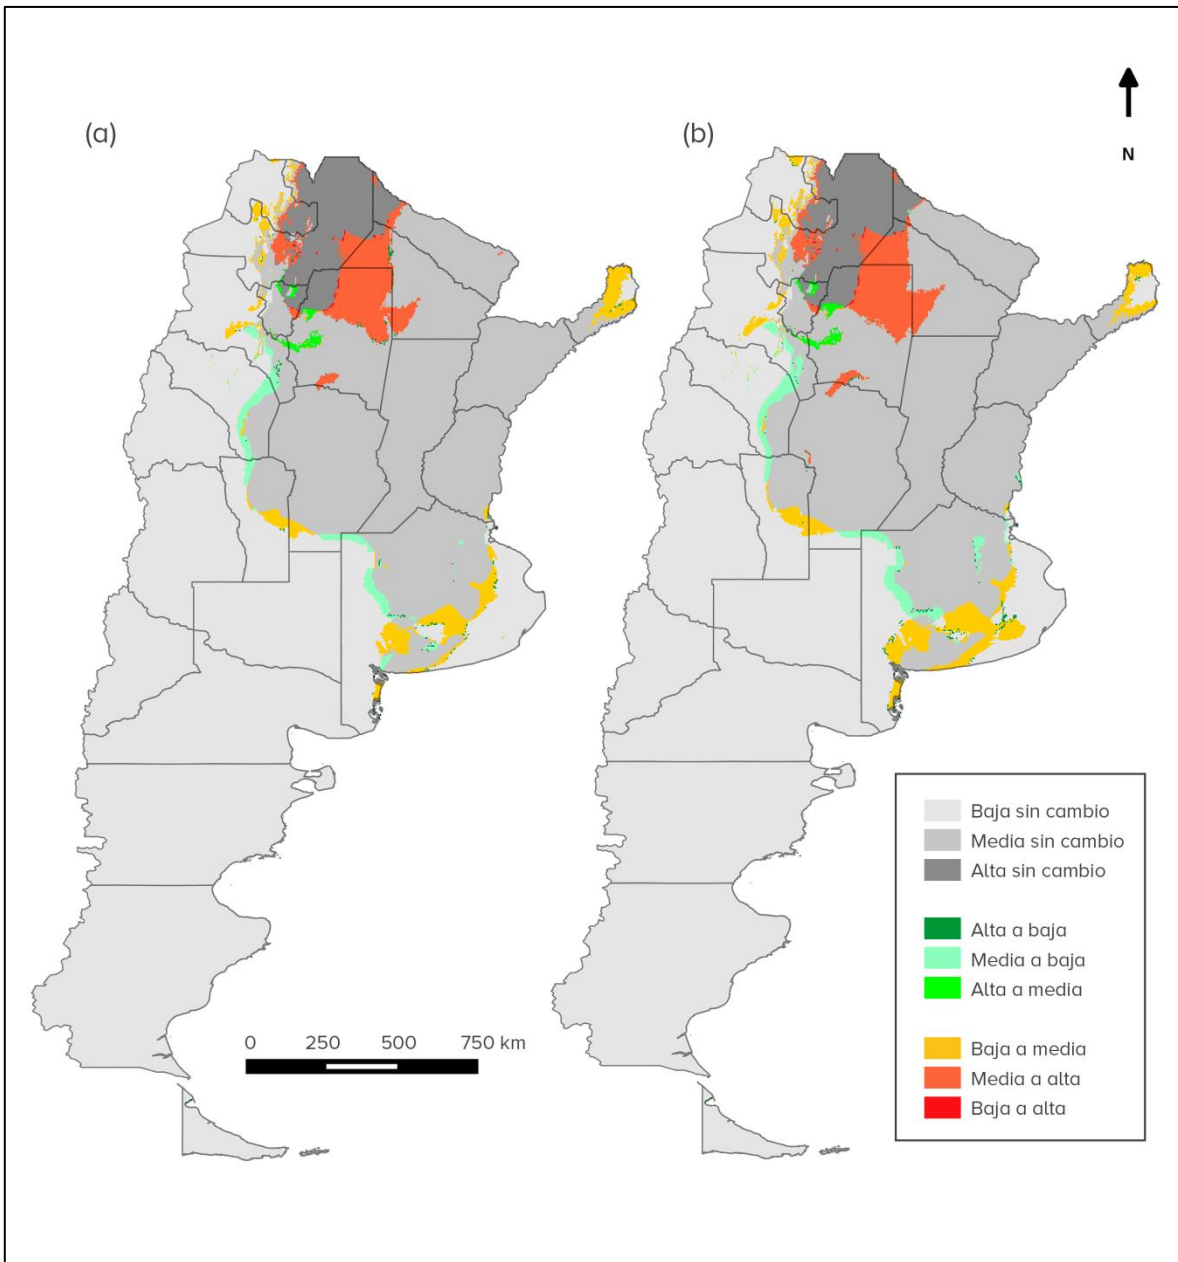 (a)
(b)
N
Baja sin cambio
Media sin cambio
Alta sin cambio
Alta a baja
Media a baja
Alta a media
0 250 500 750 km
Baja a media
Media a alta
Baja a alta